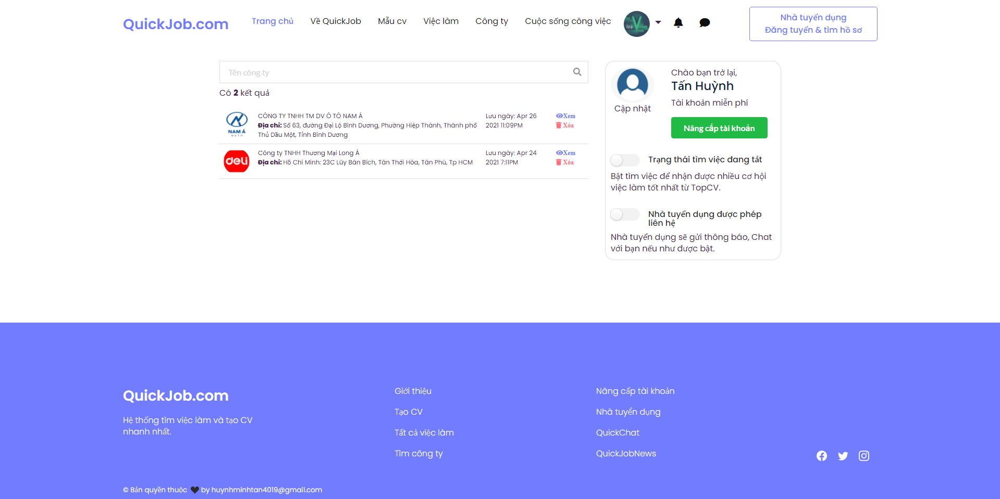 QuickJob.com
Trang chủ
Về QuickJob
Mẫu cv
Việc làm
Công ty
Cuộc sống công việc
Nhà tuyển dụng
Đăng tuyển & tìm hồ sơ
Tên công ty
Có 2 kết quả
NAM Á
auto
CÔNG TY TNHH TM DV Ô TÔ NAM Á
Địa chỉ: Số 63, đường Đại Lộ Bình Dương, Phường Hiệp Thành, Thành phố
Thủ Dầu Một, Tỉnh Bình Dương
Lưu ngày: Apr 26
2021 11:09PM
Xem
Xóa
deli
Công ty TNHH Thương Mại Long Á
Địa chỉ: Hồ Chí Minh: 23C Lũy Bán Bích, Tân Thới Hòa, Tân Phú, Tp HCM
Lưu ngày: Apr 24
2021 7:11PM
Xem
Xóa
Cập nhật
Chào bạn trở lại,
Tấn Huỳnh
Tài khoản miễn phí
Nâng cấp tài khoản
Trạng thái tìm việc đang tắt
Bật tìm việc để nhận được nhiều cơ hội
việc làm tốt nhất từ TopCV.
Nhà tuyển dụng được phép
liên hệ
Nhà tuyển dụng sẽ gửi thông báo, Chat
với bạn nếu như được bật.
QuickJob.com
Hệ thống tìm việc làm và tạo CV
nhanh nhất.
Giới thiệu
Tạo CV
Tất cả việc làm
Tìm công ty
Nâng cấp tài khoản
Nhà tuyển dụng
QuickChat
QuickJobNews
© Bản quyền thuộc 🖤 by huynhminhtan4019@gmail.com